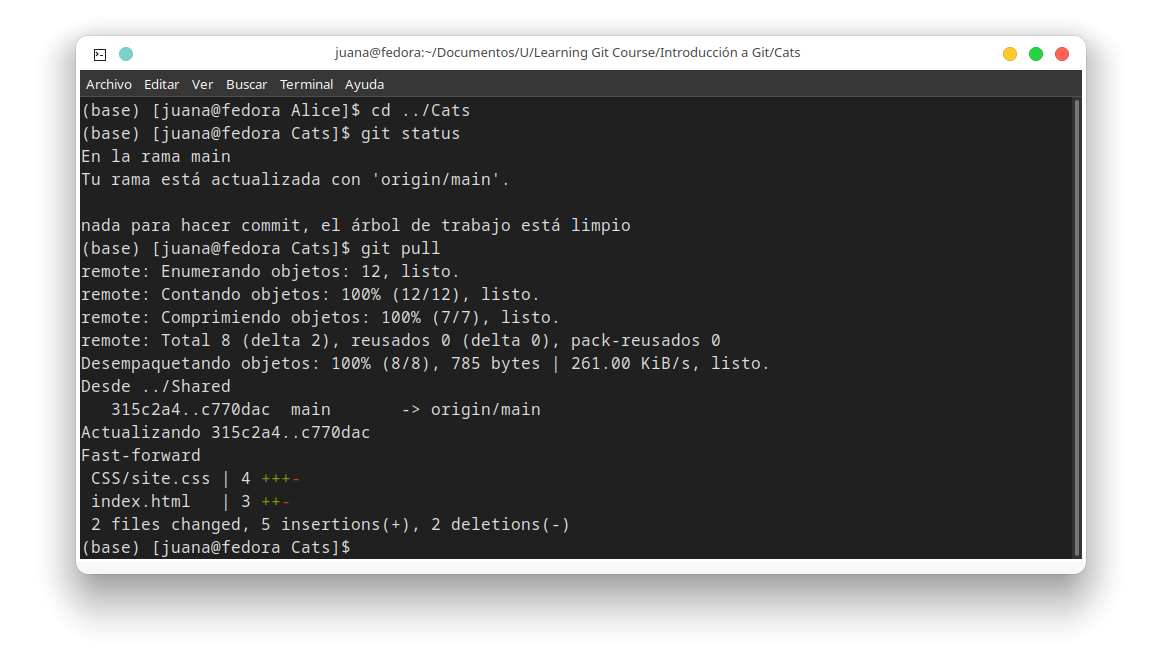 juana@fedora:~/Documentos/U/Learning Git Course/Introducción a Git/Cats
Archivo Editar Ver Buscar Terminal Ayuda
(base) [juana@fedora Alice]$ cd ../Cats
(base) [juana@fedora Cats]$ git status
En la rama main
Tu rama está actualizada con 'origin/main'.
nada para hacer commit, el árbol de trabajo está limpio
(base) [juana@fedora Cats]$ git pull
remote: Enumerando objetos: 12, listo.
remote: Contando objetos: 100% (12/12), listo.
remote: Comprimiendo objetos: 100% (7/7), listo.
remote: Total 8 (delta 2), reusados 0 (delta 0), pack-reusados 0
Desempaquetando objetos: 100% (8/8), 785 bytes | 261.00 KiB/s, listo.
Desde ../Shared
   315c2a4..c770dac  main       -> origin/main
Actualizando 315c2a4..c770dac
Fast-forward
 CSS/site.css | 4 +++-
 index.html   | 3 ++-
 2 files changed, 5 insertions(+), 2 deletions(-)
(base) [juana@fedora Cats]$